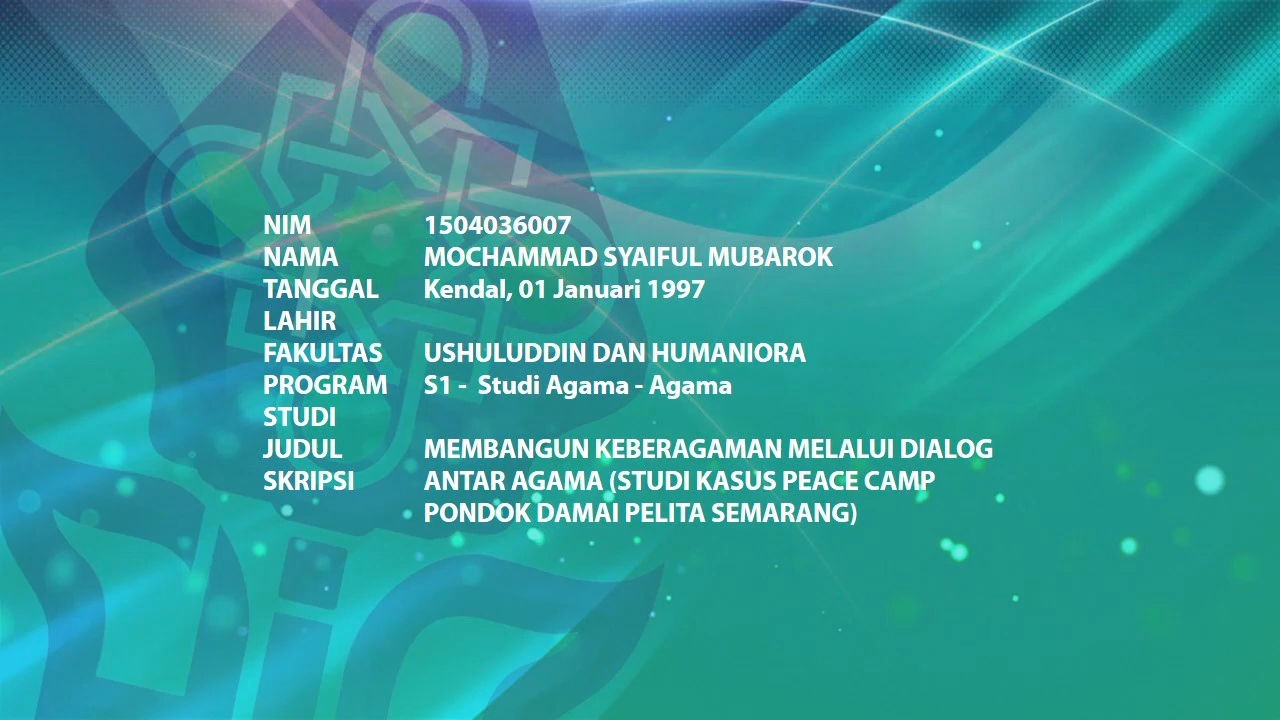 NIM 1504036007
NAMA MOCHAMMAD SYAIFUL MUBAROK
TANGGAL LAHIR Kendal, 01 Januari 1997
FAKULTAS USHULUDDIN DAN HUMANIORA
PROGRAM STUDI S1 - Studi Agama - Agama
JUDUL SKRIPSI MEMBANGUN KEBERAGAMAN MELALUI DIALOG
ANTAR AGAMA (STUDI KASUS PEACE CAMP
PONDOK DAMAI PELITA SEMARANG)